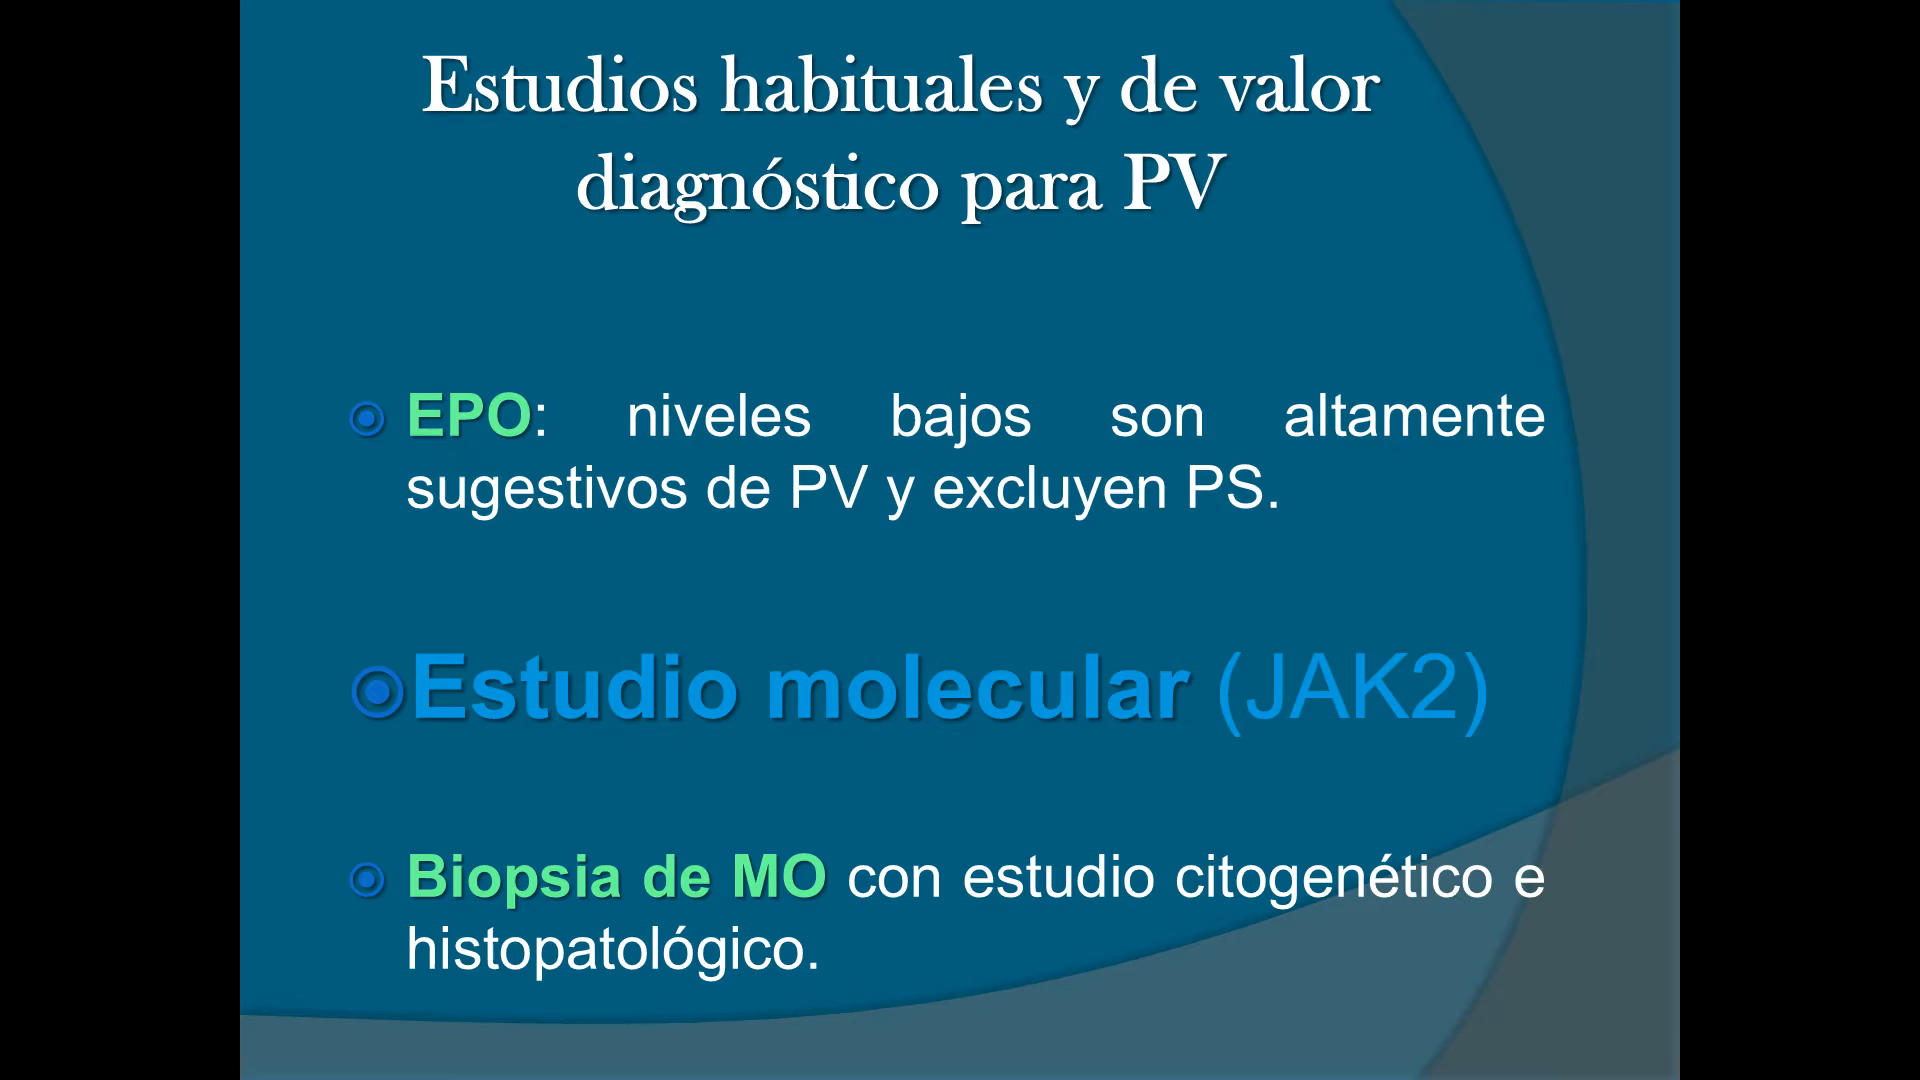 Estudios habituales y de valor
diagnóstico para PV
EPO: niveles bajos son altamente
sugestivos de PV y excluyen PS.
Estudio molecular (JAK2)
Biopsia de MO con estudio citogenético e
histopatológico.